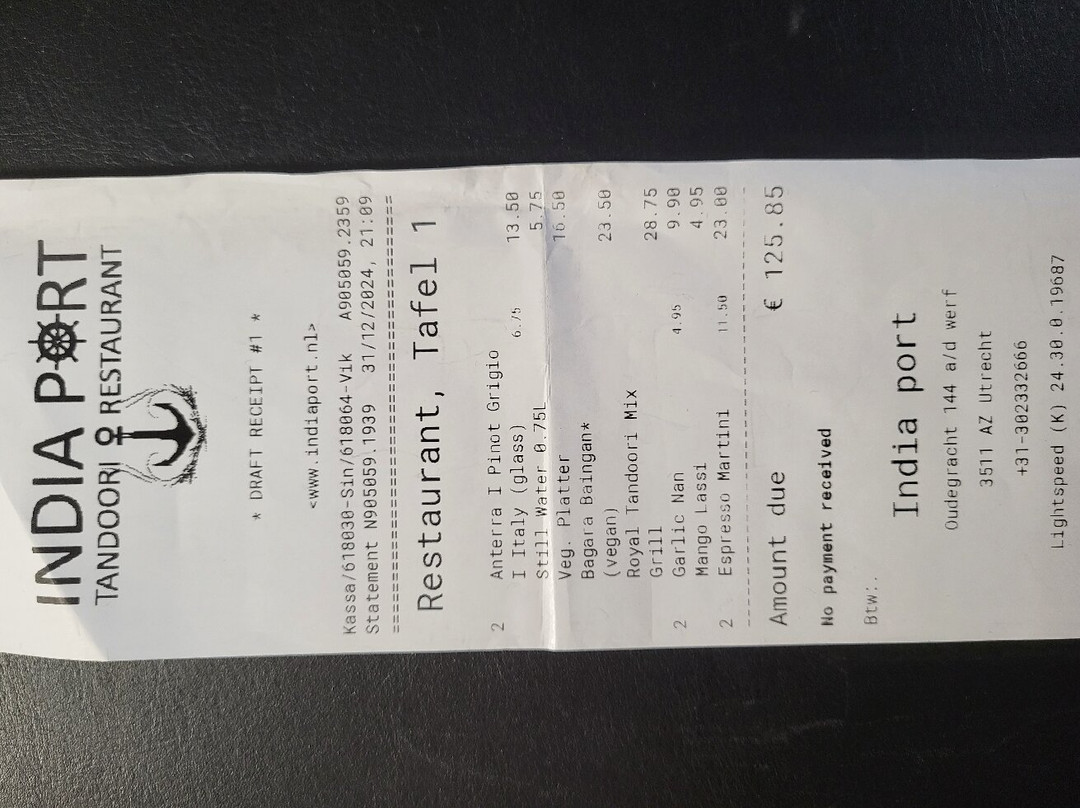 INDIA PORT
TANDOORI RESTAURANT
* DRAFT RECEIPT #1 *
<www.indiaport.nl>
Kassa/618030-Sin/618064-Vik A905059.2359
Statement N905059.1939 31/12/2024, 21:09
========================================
Restaurant, Tafel 1
2 Anterra I Pinot Grigio
I Italy (glass) 6.75 13.50
Still Water 0.75L 5.75
Veg. Platter 16.50
Bagara Baingan*
(vegan) 23.50
Royal Tandoori Mix
Grill 28.75
2 Garlic Nan 4.95 9.90
Mango Lassi 4.95
2 Espresso Martini 11.50 23.00
----------------------------------------
Amount due € 125.85
No payment received
Btw:.
India port
Oudegracht 144 a/d werf
3511 AZ Utrecht
+31-302332666
Lightspeed (K) 24.30.0.19687